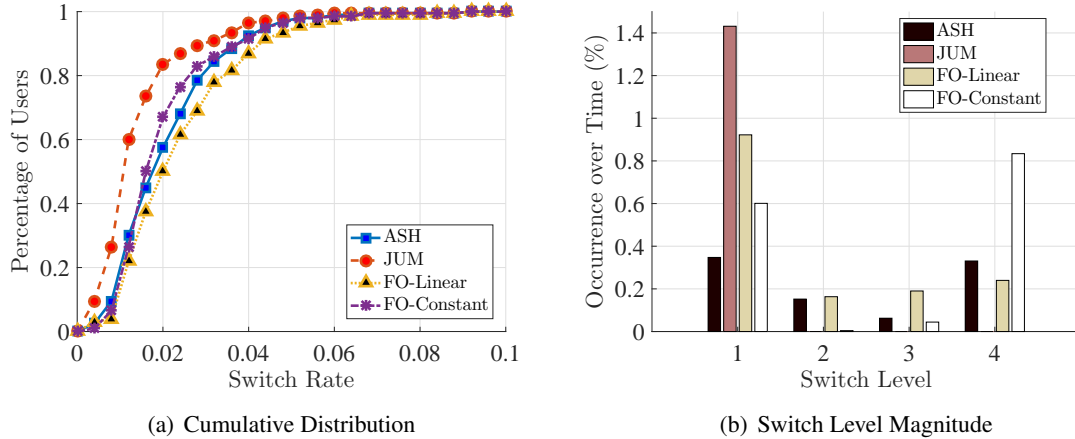 Percentage of Users
1
0.8
0.6
0.4
0.2
0
0
0.02
0.04
0.06
0.08
0.1
Switch Rate
ASH
JUM
FO-Linear
FO-Constant
(a) Cumulative Distribution
Occurrence over Time (%)
1.4
1.2
1
0.8
0.6
0.4
0.2
0
1
2
3
4
Switch Level
ASH
JUM
FO-Linear
FO-Constant
(b) Switch Level Magnitude